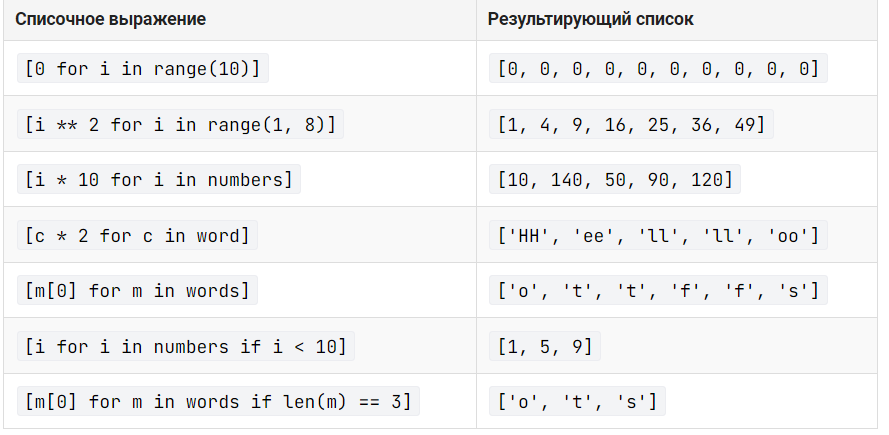 Списочное выражение Результирующий список
[0 for i in range(10)] [0, 0, 0, 0, 0, 0, 0, 0, 0, 0]
[i ** 2 for i in range(1, 8)] [1, 4, 9, 16, 25, 36, 49]
[i * 10 for i in numbers] [10, 140, 50, 90, 120]
[c * 2 for c in word] ['HH', 'ee', 'll', 'll', 'oo']
[m[0] for m in words] ['o', 't', 't', 'f', 'f', 's']
[i for i in numbers if i < 10] [1, 5, 9]
[m[0] for m in words if len(m) == 3] ['o', 't', 's']